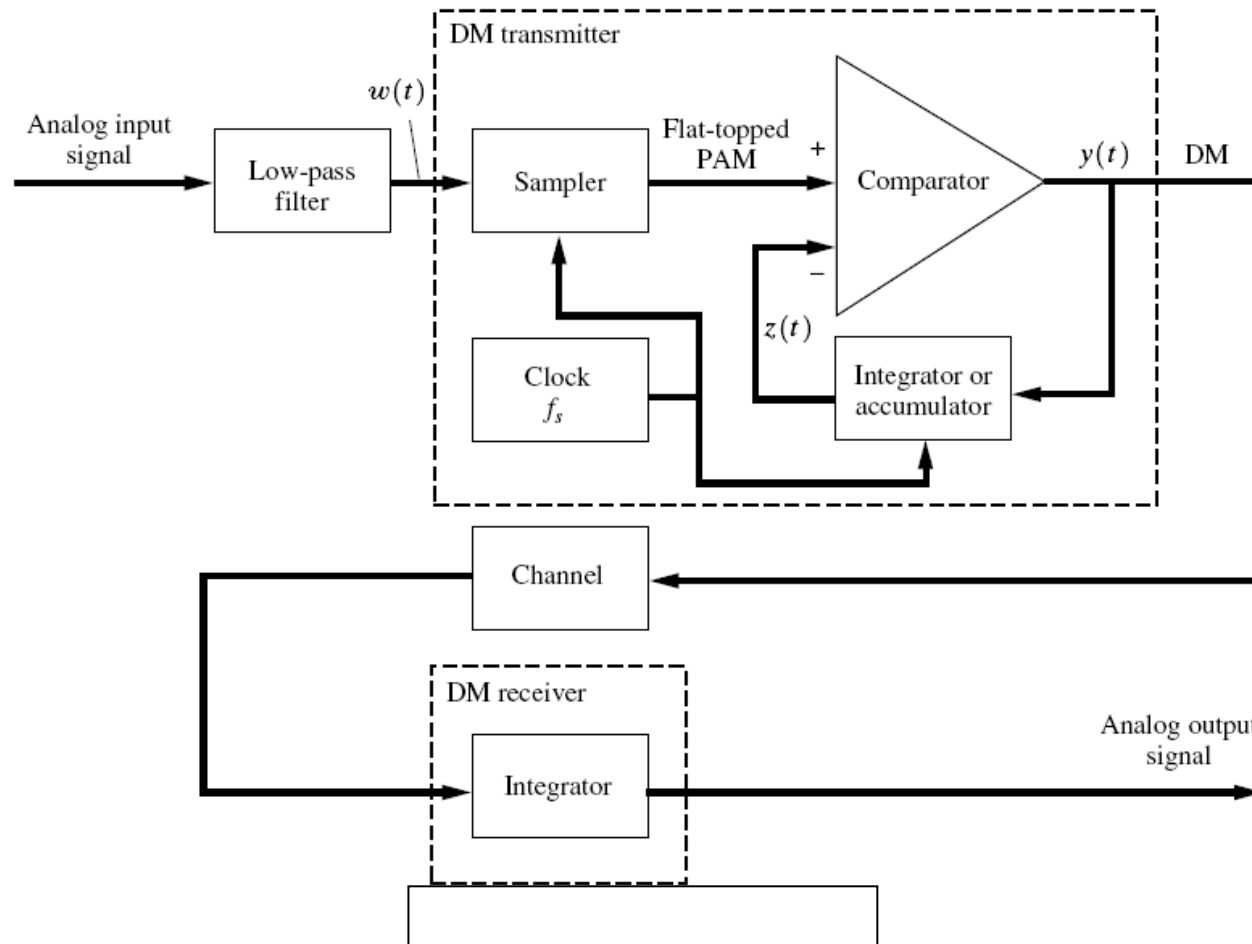 DM transmitter
w(t)
Analog input
signal
Low-pass
filter
Sampler
Flat-topped
PAM
+
−
Comparator
y(t)
DM
z(t)
Clock
fs
Integrator or
accumulator
Channel
DM receiver
Integrator
Analog output
signal